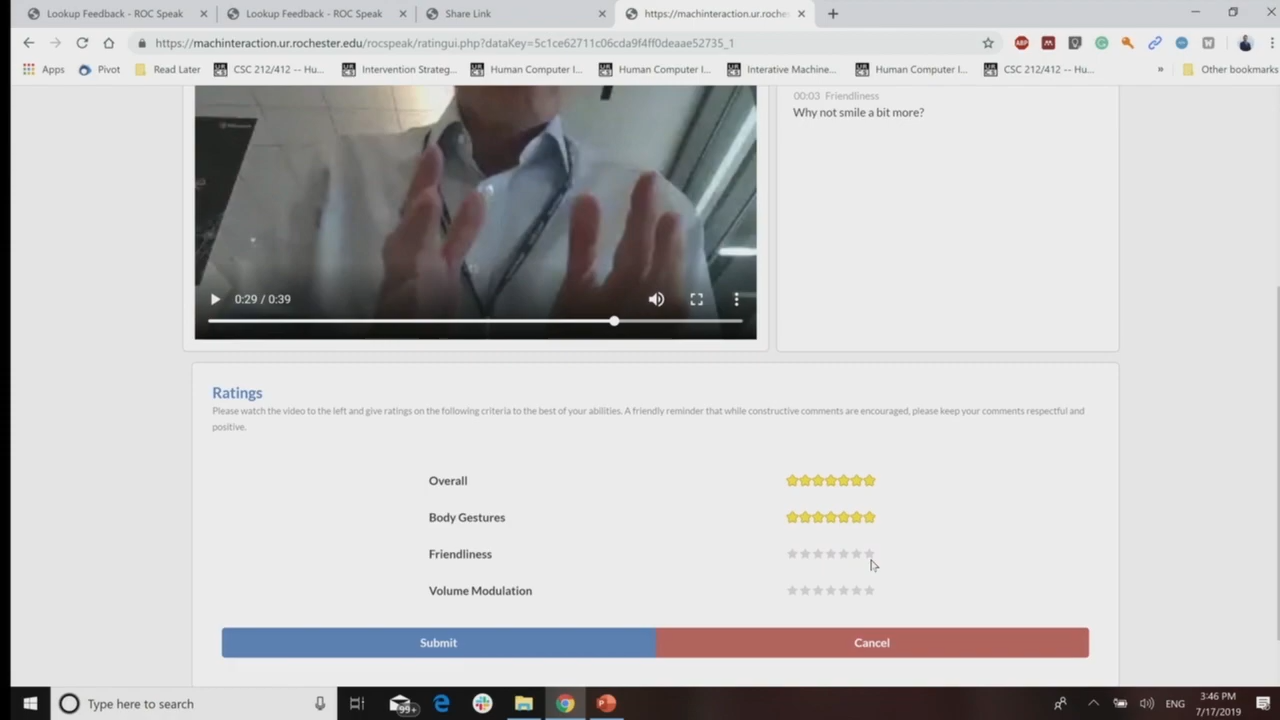 Lookup Feedback - ROC Speak
Lookup Feedback - ROC Speak
Share Link
https://machinteraction.ur.roche
https://machinteraction.ur.rochester.edu/rocspeak/ratingui.php?dataKey=5c1ce62711c06cda9f4ff0deaae52735_1
ABP
M
W
Apps
Pivot
Read Later
CSC 212/412 -- Hu...
Intervention Strateg...
Human Computer I...
Human Computer I...
Interative Machine...
Human Computer I...
CSC 212/412 -- Hu...
»
Other bookmarks
00:03 Friendliness
Why not smile a bit more?
0:29 / 0:39
Ratings
Please watch the video to the left and give ratings on the following criteria to the best of your abilities. A friendly reminder that while constructive comments are encouraged, please keep your comments respectful and
positive.
Overall
Body Gestures
Friendliness
Volume Modulation
Submit
Cancel
Type here to search
99+
ENG
3:46 PM
7/17/2019